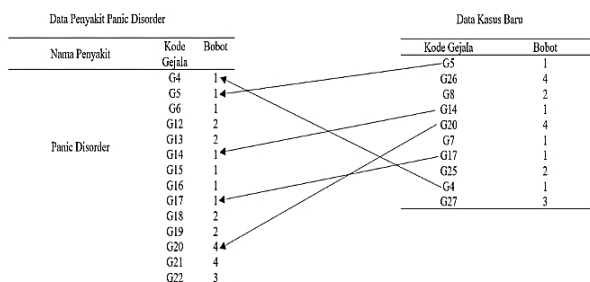 Data Penyakit Panic Disorder
Nama Penyakit Kode Gejala Bobot
Panic Disorder
G4 1
G5 1
G6 1
G12 2
G13 2
G14 1
G15 1
G16 1
G17 1
G18 2
G19 2
G20 4
G21 4
G22 3
Data Kasus Baru
Kode Gejala Bobot
G5 1
G26 4
G8 2
G14 1
G20 4
G7 1
G17 1
G25 2
G4 1
G27 3